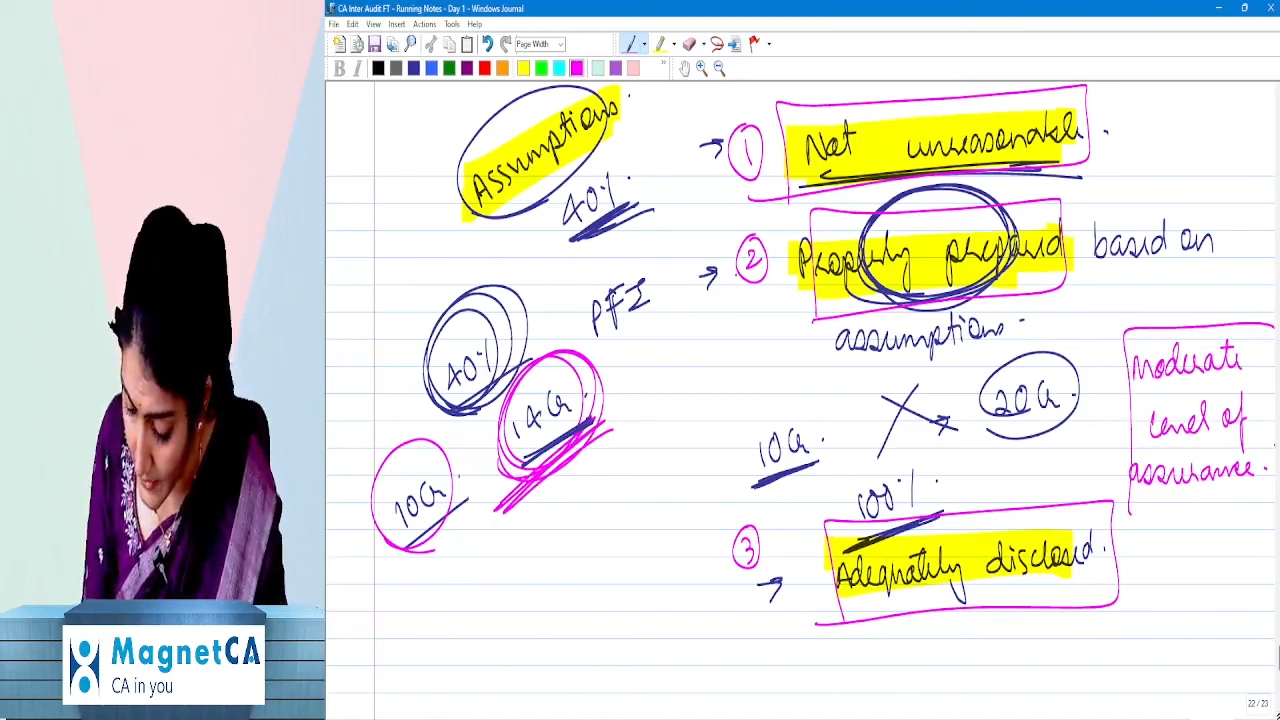 CA Inter Audit FT - Running Notes - Day 1 - Windows Journal
File Edit View Insert Actions Tools Help
Page Width
B I
Assumptions.
40%.
→ ① Not unreasonable.
→ ② Properly prepared based on
assumptions.
PFI
40%
14Cr.
10Cr.
10Cr.
20Cr.
100%.
Moderate
level of
assurance.
③
→ Adequately disclosed.
MagnetCA
CA in you
22 / 23